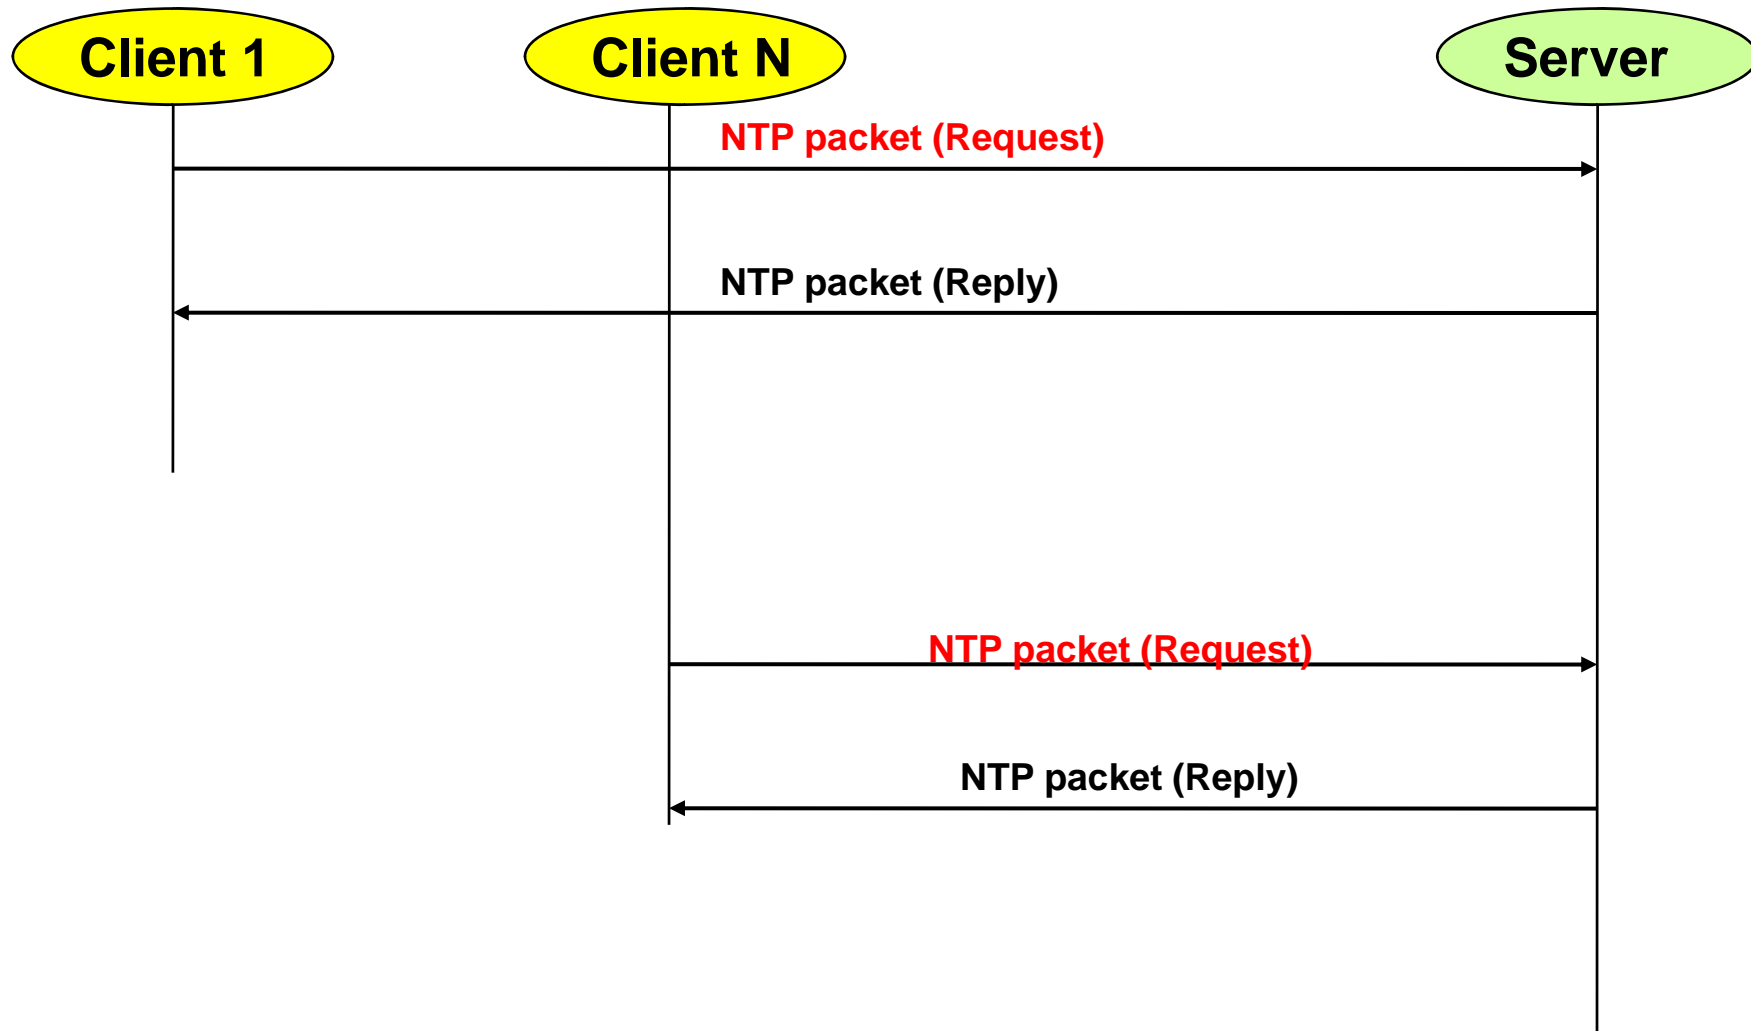 Client 1
Client N
Server
NTP packet (Request)
NTP packet (Reply)
NTP packet (Request)
NTP packet (Reply)